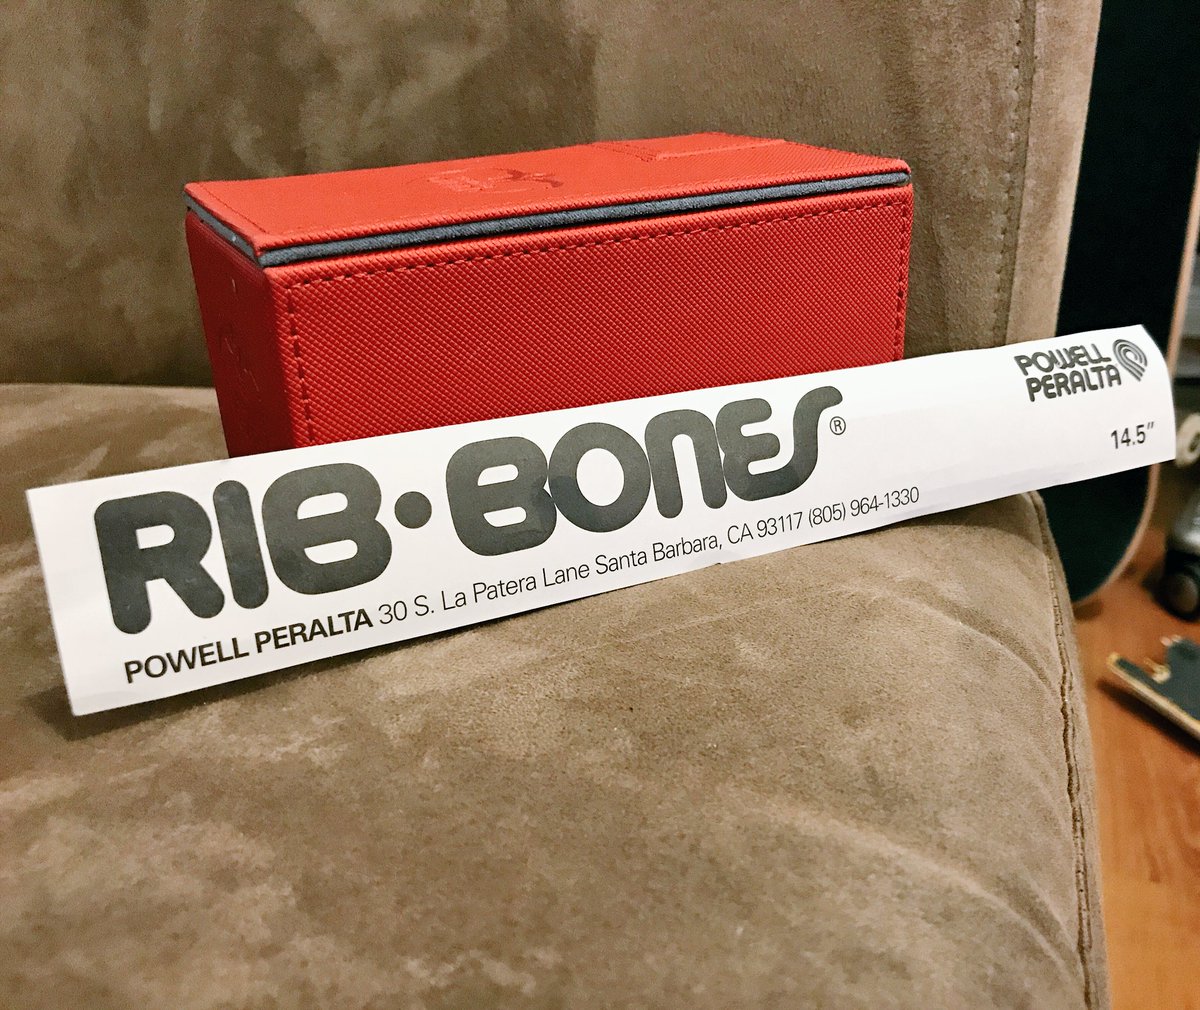 RIB•BONES®
POWELL PERALTA 30 S. La Patera Lane Santa Barbara, CA 93117 (805) 964-1330
POWELL
PERALTA
14.5”